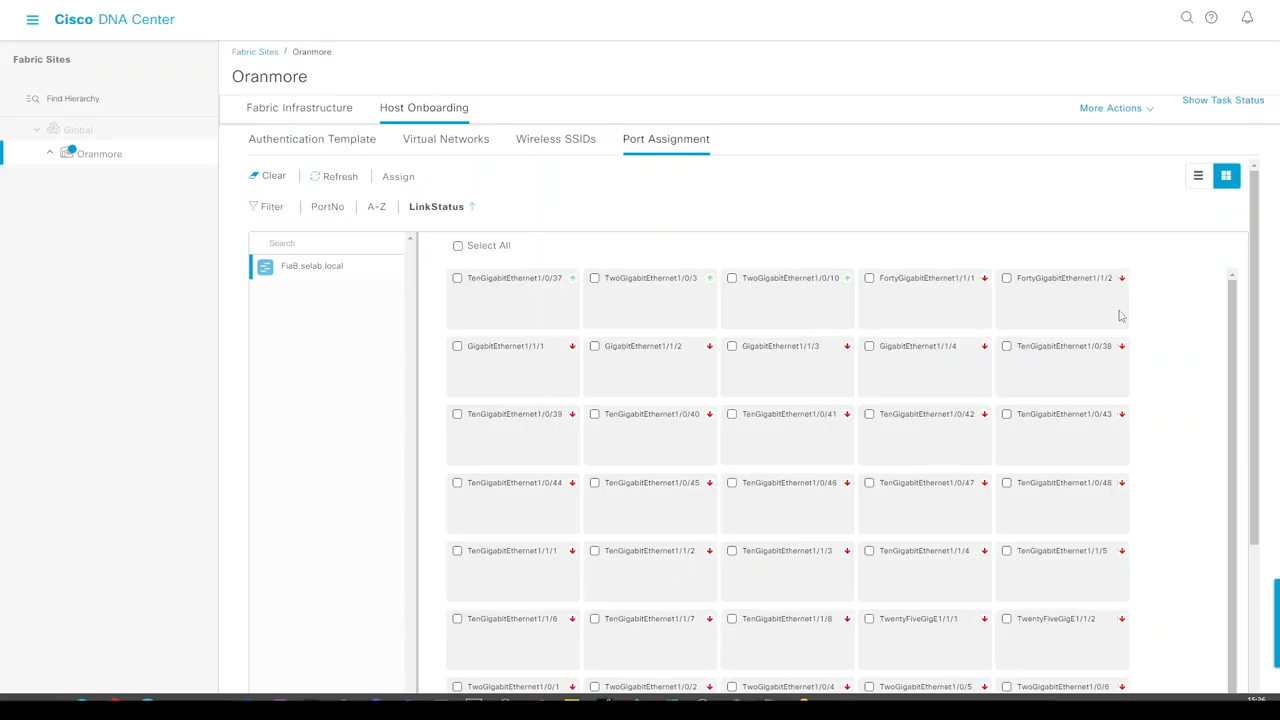 Cisco DNA Center
Fabric Sites
Find Hierarchy
Global
Oranmore
Fabric Sites / Oranmore
Oranmore
Fabric Infrastructure Host Onboarding More Actions Show Task Status
Authentication Template Virtual Networks Wireless SSIDs Port Assignment
Clear Refresh Assign
Filter PortNo A-Z LinkStatus
Search
FiaB.selab.local
Select All
TenGigabitEthernet1/0/37 TwoGigabitEthernet1/0/3 TwoGigabitEthernet1/0/10 FortyGigabitEthernet1/1/1 FortyGigabitEthernet1/1/2
GigabitEthernet1/1/1 GigabitEthernet1/1/2 GigabitEthernet1/1/3 GigabitEthernet1/1/4 TenGigabitEthernet1/0/38
TenGigabitEthernet1/0/39 TenGigabitEthernet1/0/40 TenGigabitEthernet1/0/41 TenGigabitEthernet1/0/42 TenGigabitEthernet1/0/43
TenGigabitEthernet1/0/44 TenGigabitEthernet1/0/45 TenGigabitEthernet1/0/46 TenGigabitEthernet1/0/47 TenGigabitEthernet1/0/48
TenGigabitEthernet1/1/1 TenGigabitEthernet1/1/2 TenGigabitEthernet1/1/3 TenGigabitEthernet1/1/4 TenGigabitEthernet1/1/5
TenGigabitEthernet1/1/6 TenGigabitEthernet1/1/7 TenGigabitEthernet1/1/8 TwentyFiveGigE1/1/1 TwentyFiveGigE1/1/2
TwoGigabitEthernet1/0/1 TwoGigabitEthernet1/0/2 TwoGigabitEthernet1/0/4 TwoGigabitEthernet1/0/5 TwoGigabitEthernet1/0/6